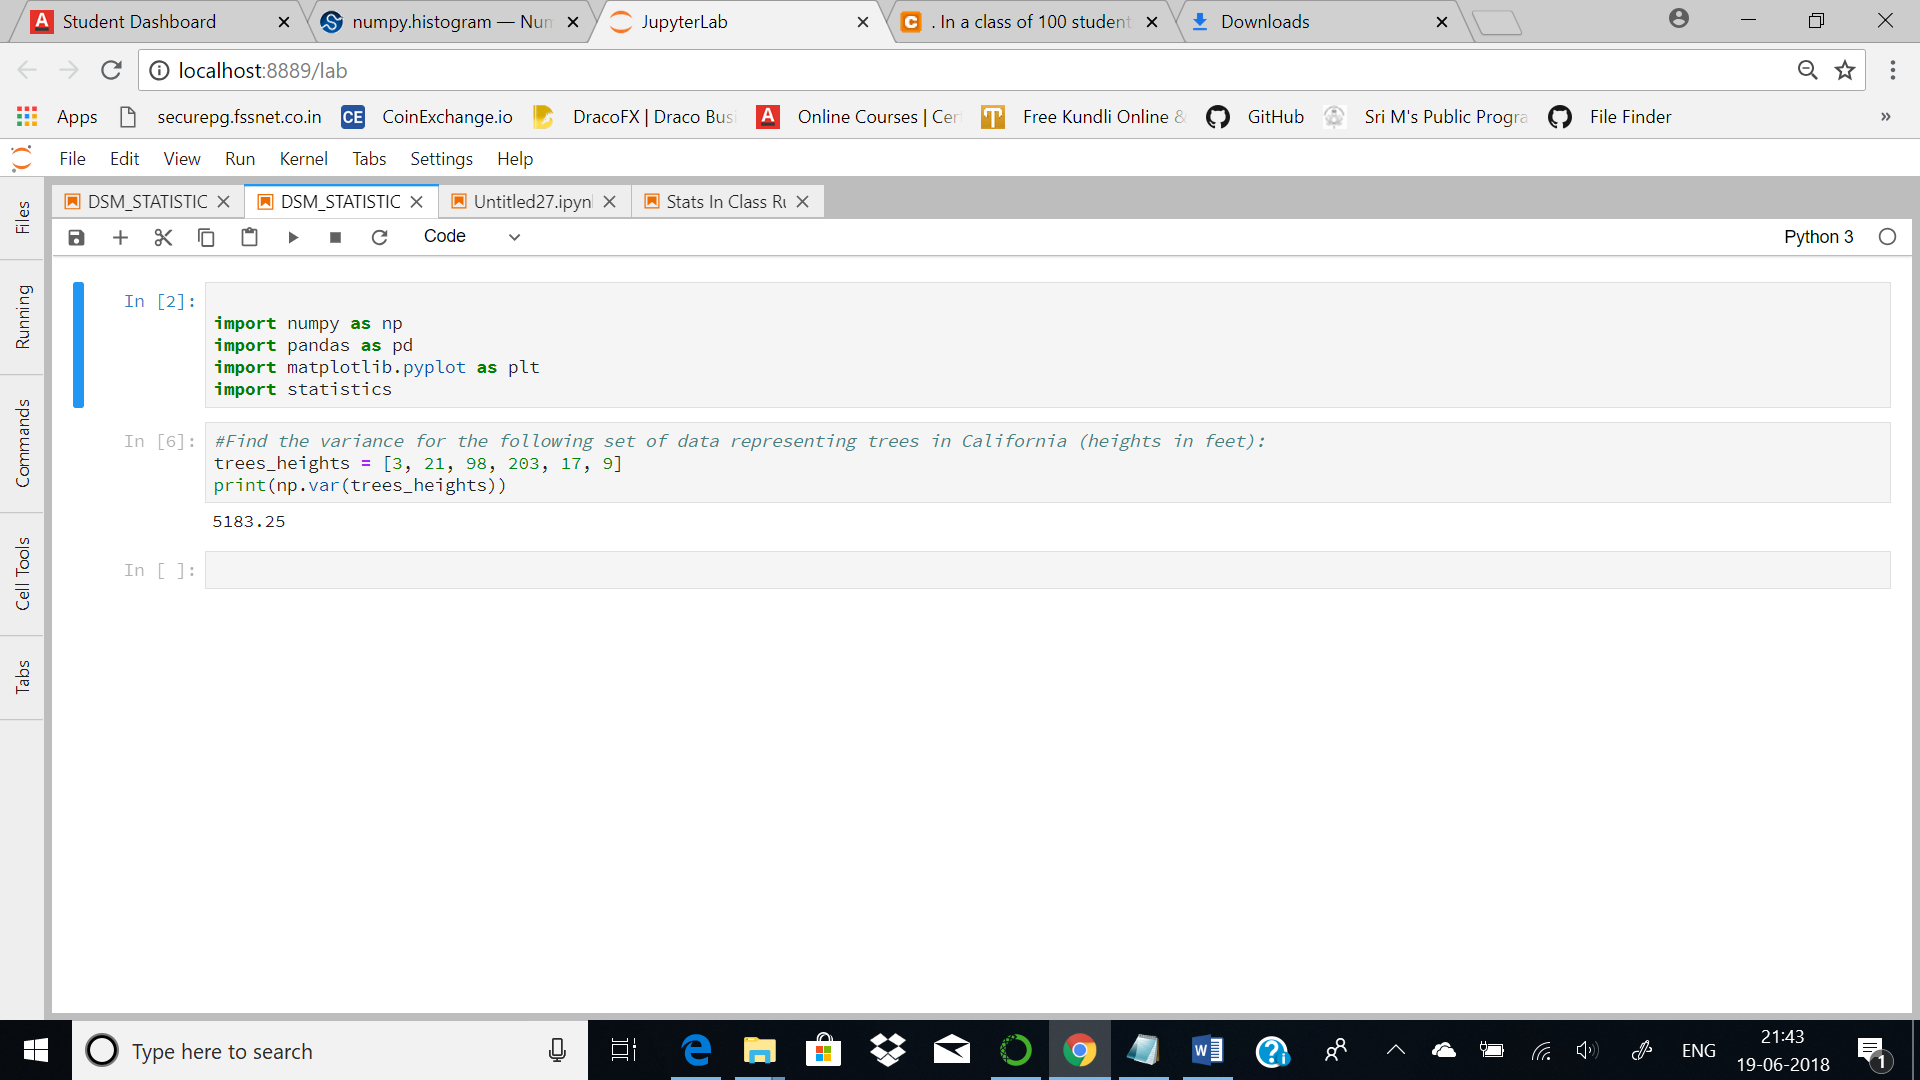 Student Dashboard
numpy.histogram — Nun
JupyterLab
. In a class of 100 student
Downloads
localhost:8889/lab
Apps
securepg.fssnet.co.in
CE CoinExchange.io
DracoFX | Draco Busi
A Online Courses | Cer
Free Kundli Online &
GitHub
Sri M's Public Progra
File Finder
»
File Edit View Run Kernel Tabs Settings Help
DSM_STATISTIC
DSM_STATISTIC
Untitled27.ipynl
Stats In Class Ru
Code
Python 3
Files
Running
Commands
Cell Tools
Tabs
In [2]:
import numpy as np
import pandas as pd
import matplotlib.pyplot as plt
import statistics
In [6]:
#Find the variance for the following set of data representing trees in California (heights in feet):
trees_heights = [3, 21, 98, 203, 17, 9]
print(np.var(trees_heights))
5183.25
In [ ]:
Type here to search
ENG
21:43
19-06-2018
1